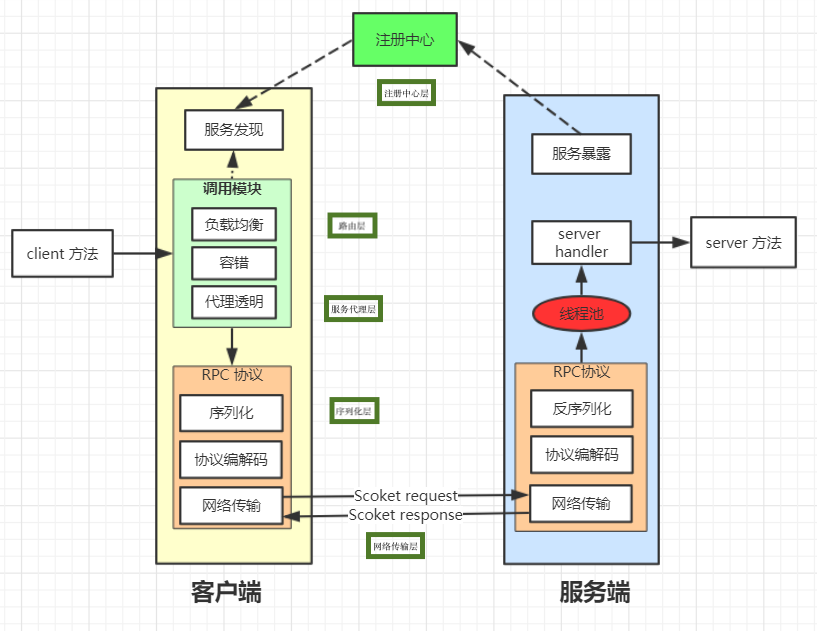 注册中心
注册中心层
服务发现
调用模块
负载均衡
容错
代理透明
client 方法
路由层
服务代理层
RPC 协议
序列化
协议编解码
网络传输
序列化层
Scoket request
Scoket response
网络传输层
服务暴露
server
handler
server 方法
线程池
RPC协议
反序列化
协议编解码
网络传输
客户端
服务端